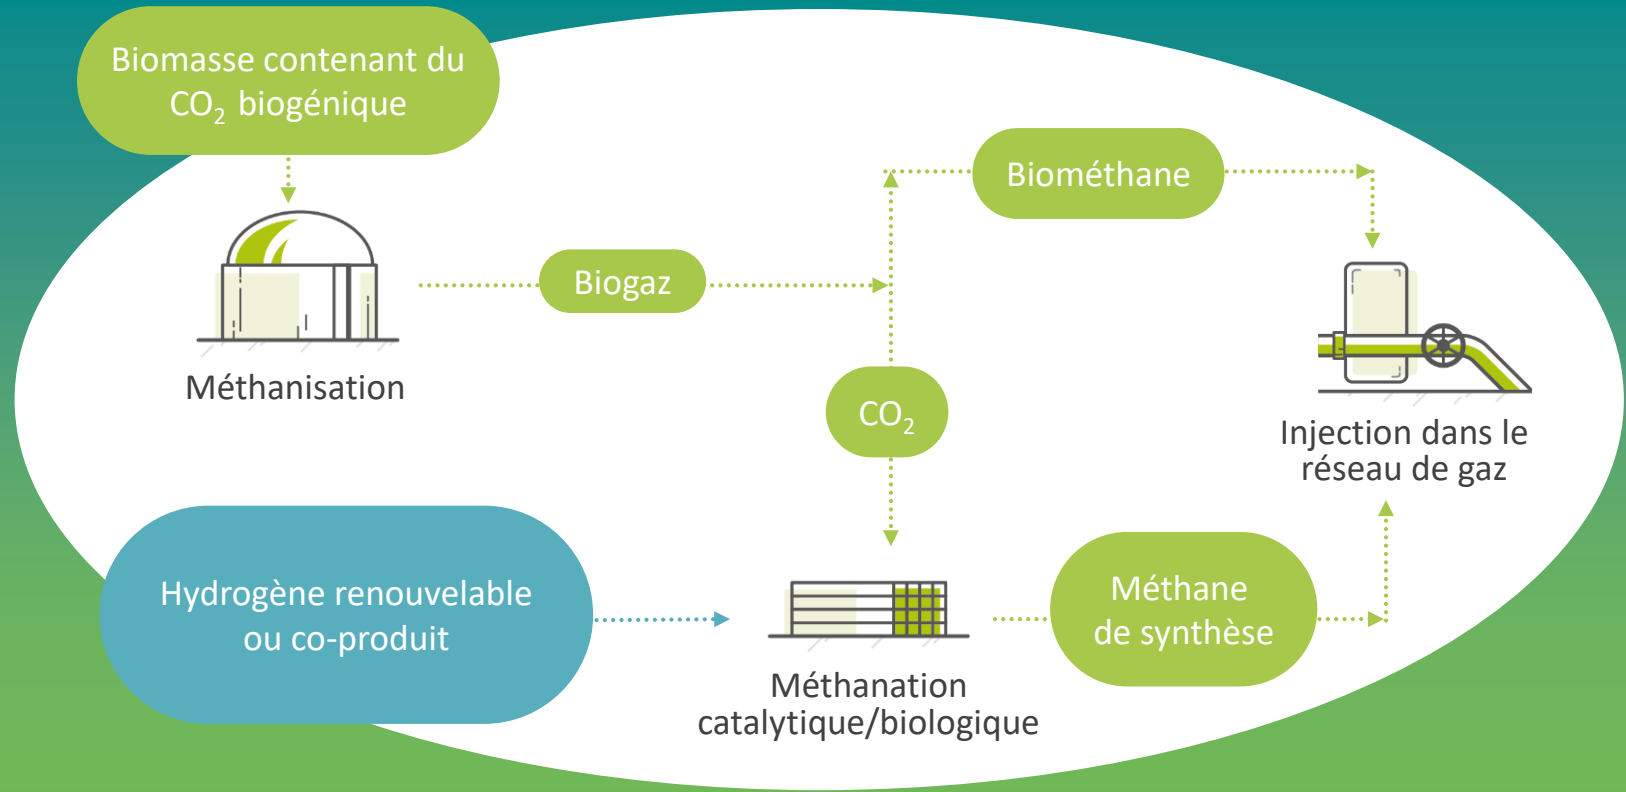 Biomasse contenant du
CO₂ biogénique
Biométhane
Biogaz
Méthanisation
CO₂
Injection dans le
réseau de gaz
Hydrogène renouvelable
ou co-produit
Méthane
de synthèse
Méthanation
catalytique/biologique